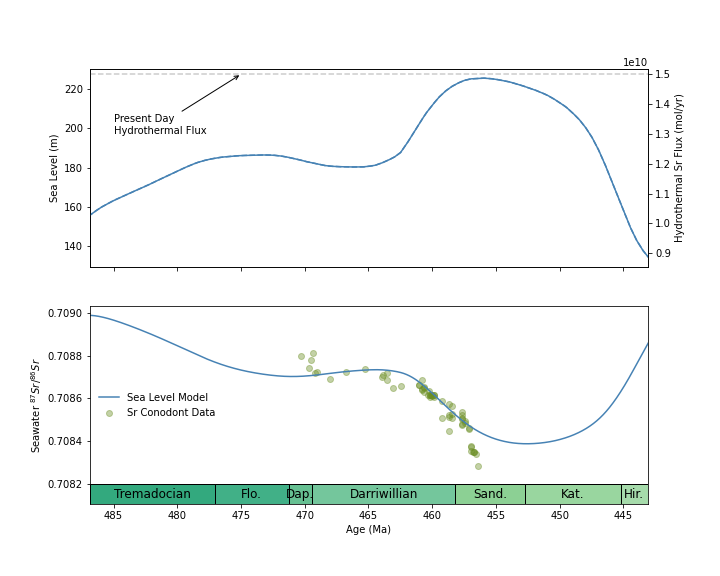 1e10
220
200
180
160
140
Sea Level (m)
Present Day
Hydrothermal Flux
1.5
1.4
1.3
1.2
1.1
1.0
0.9
Hydrothermal Sr Flux (mol/yr)
0.7090
0.7088
0.7086
0.7084
0.7082
Seawater ⁸⁷Sr/⁸⁶Sr
Sea Level Model
Sr Conodont Data
Tremadocian Flo. Dap. Darriwillian Sand. Kat. Hir.
485 480 475 470 465 460 455 450 445
Age (Ma)